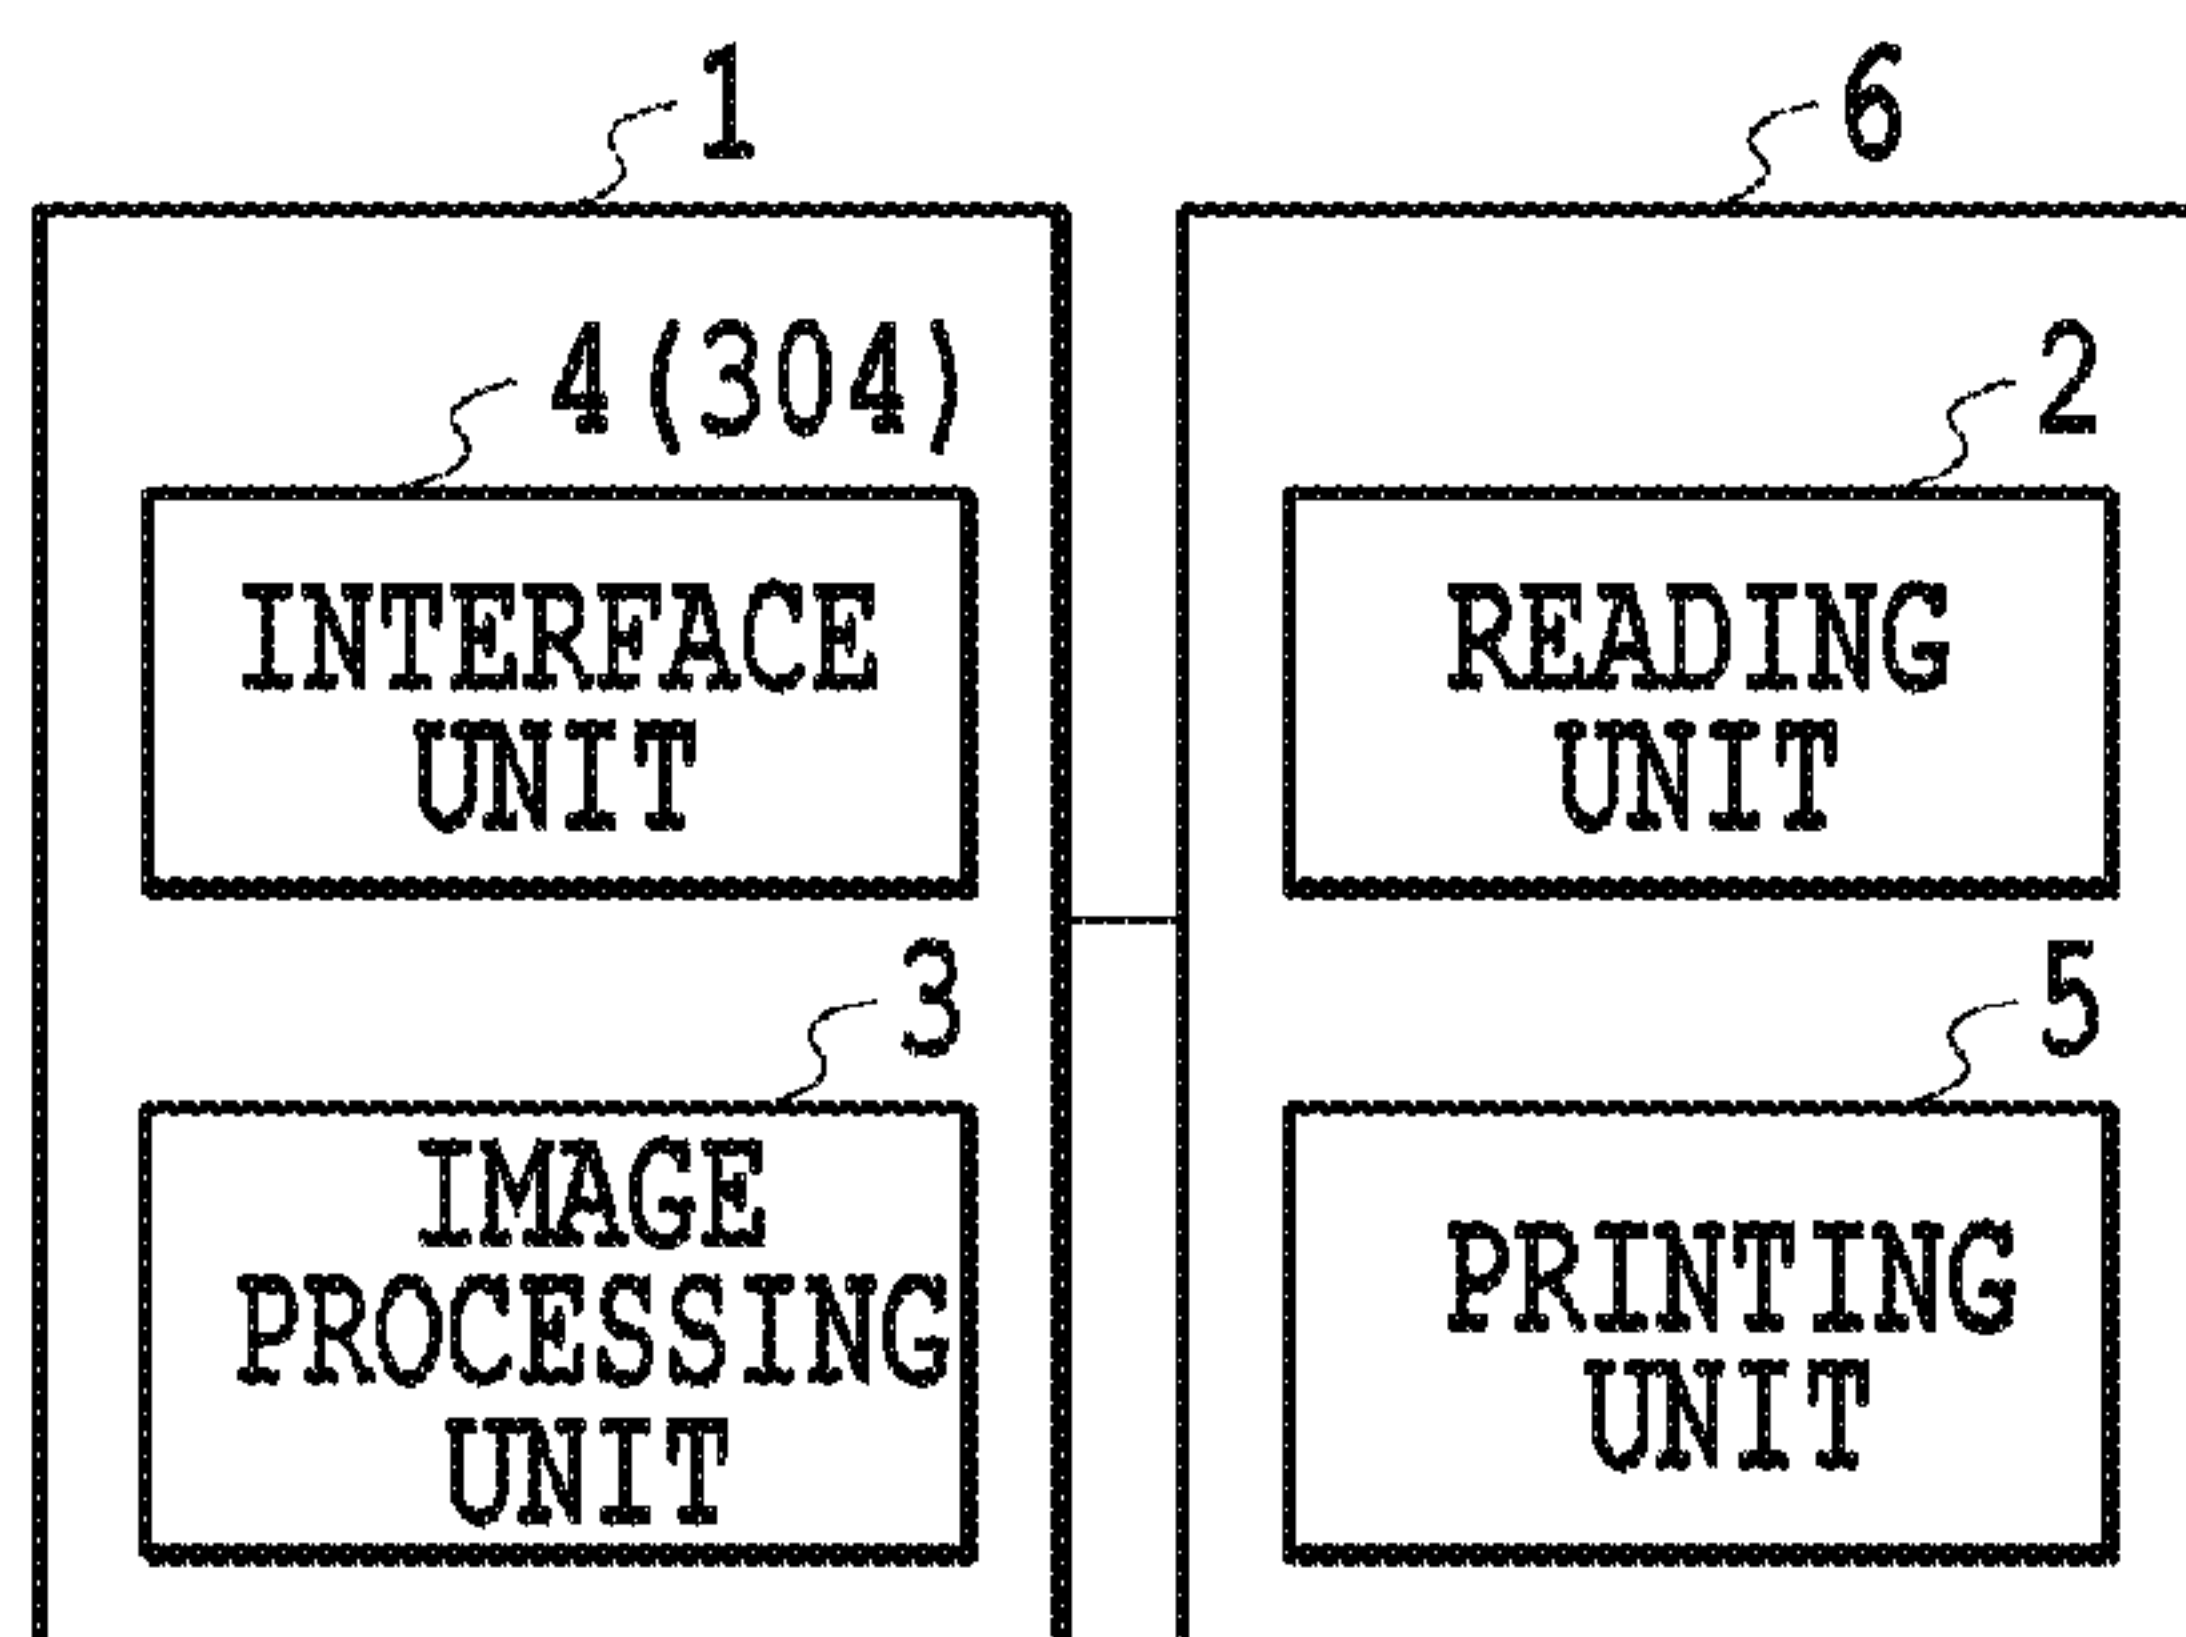 1
6
4(304)
2
INTERFACE
UNIT
READING
UNIT
3
5
IMAGE
PROCESSING
UNIT
PRINTING
UNIT